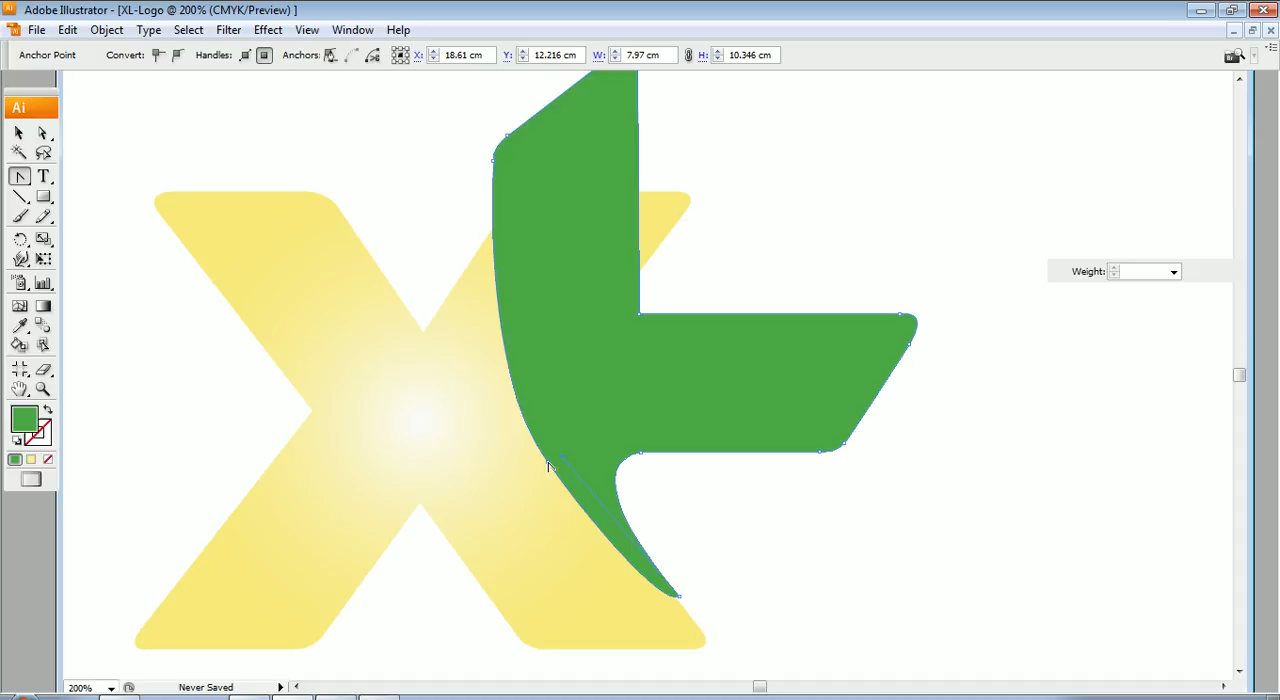 Adobe Illustrator - [XL-Logo @ 200% (CMYK/Preview) ]
File Edit Object Type Select Filter Effect View Window Help
Anchor Point Convert: Handles: Anchors: X: 18.61 cm Y: 12.216 cm W: 7.97 cm H: 10.346 cm
Ai
T
Weight:
200% Never Saved